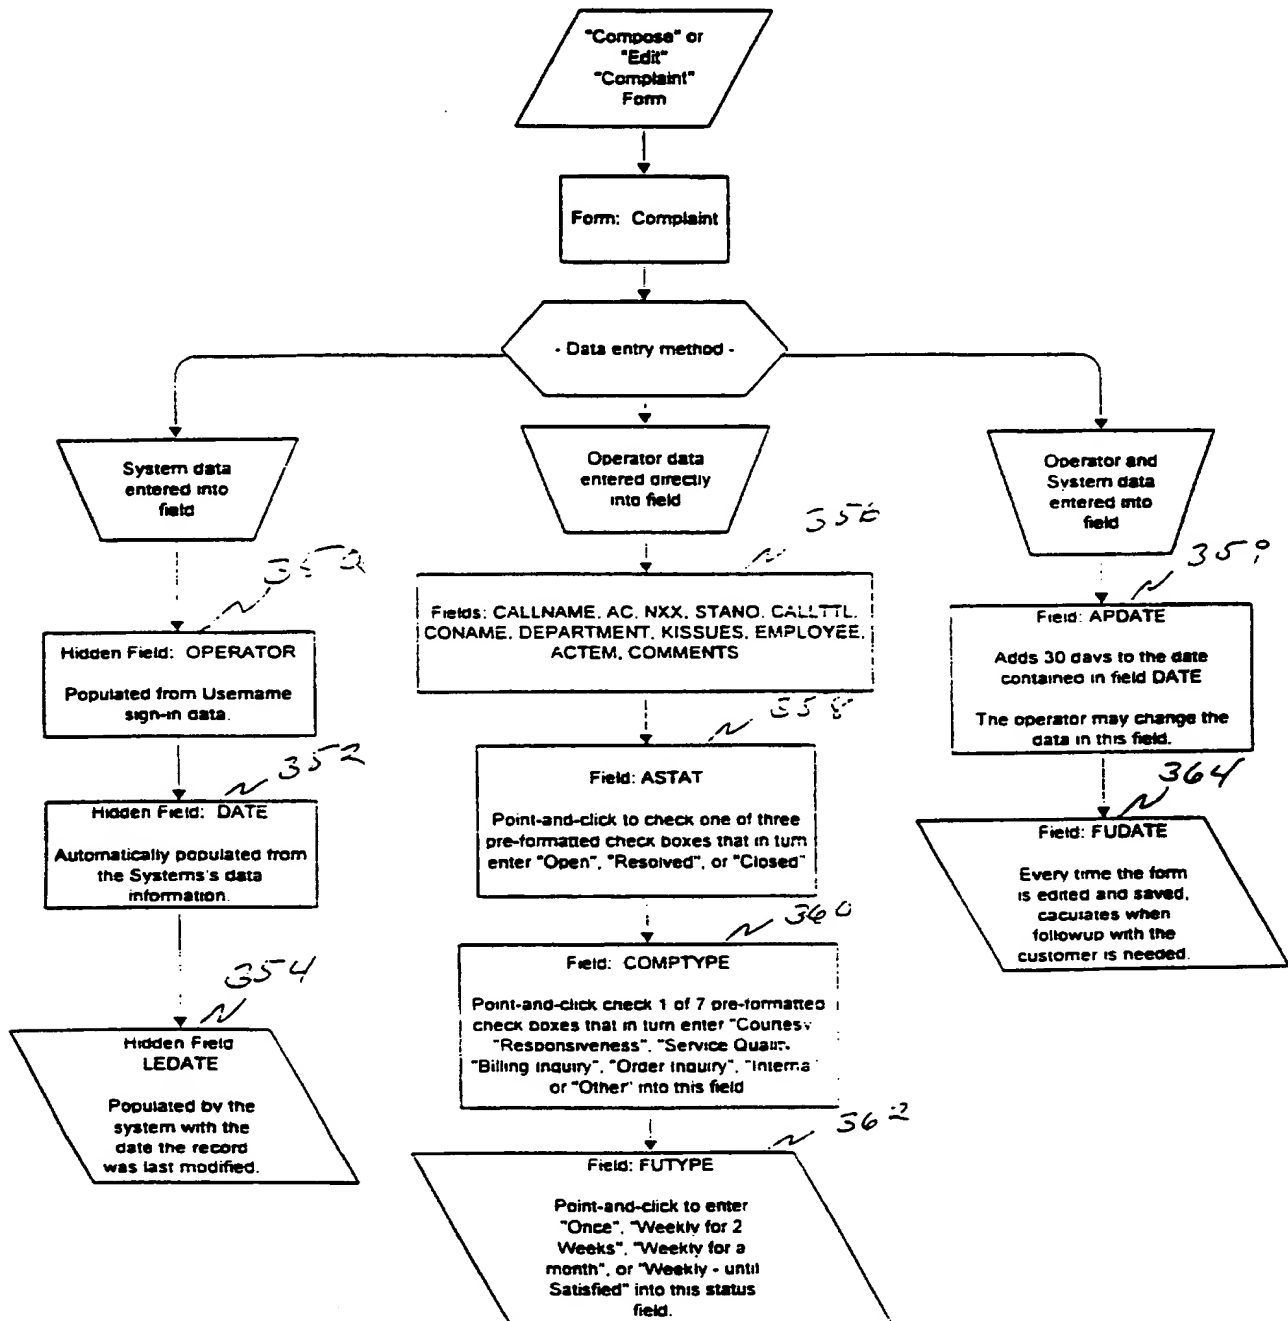 "Compose" or
"Edit"
"Complaint"
Form
Form: Complaint
- Data entry method -
System data
entered into
field
Operator data
entered directly
into field
Operator and
System data
entered into
field
356
Hidden Field: OPERATOR
Populated from Username
sign-in data.
352
Hidden Field: DATE
Automatically populated from
the Systems's data
information.
354
Hidden Field
LEDATE
Populated by the
system with the
date the record
was last modified.
Fields: CALLNAME, AC, NXX, STANO, CALLTTL,
CONAME, DEPARTMENT, KISSUES, EMPLOYEE,
ACTEM, COMMENTS
358
Field: ASTAT
Point-and-click to check one of three
pre-formatted check boxes that in turn
enter "Open", "Resolved", or "Closed"
360
Field: COMPTYPE
Point-and-click check 1 of 7 pre-formatted
check boxes that in turn enter "Courtesy
"Responsiveness", "Service
"Billing Inquiry", "Order Inquiry", "Interna
or "Other" into this field
362
Field: FUTYPE
Point-and-click to enter
"Once", "Weekly for 2
Weeks", "Weekly for a
month", or "Weekly - until
Satisfied" into this status
field.
Field: APDATE
Adds 30 days to the date
contained in field DATE
The operator may change the
data in this field.
364
Field: FUDATE
Every time the form
is edited and saved,
caculates when
followup with the
customer is needed.